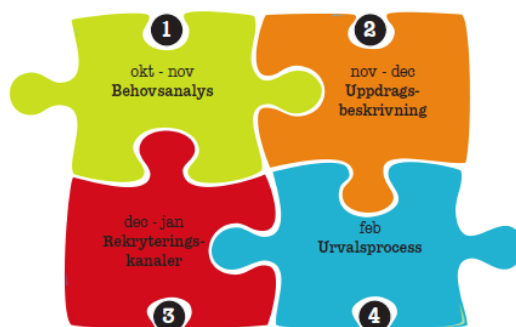 1
okt - nov
Behovsanalys
2
nov - dec
Uppdrags-
beskrivning
dec - jan
Rekryterings-
kanaler
3
feb
Urvalsprocess
4